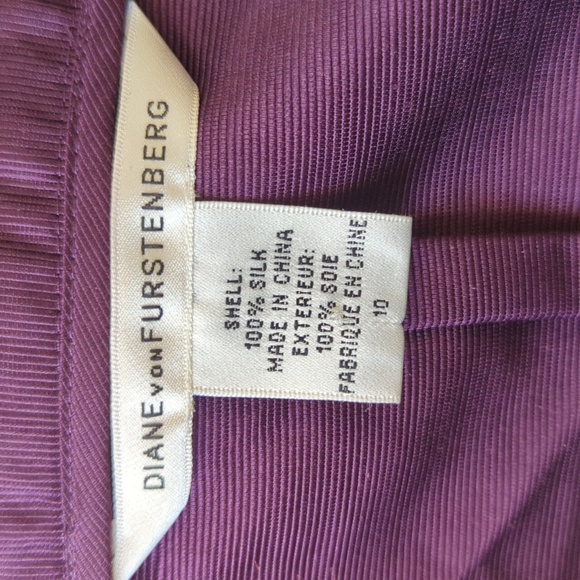 DIANE von FURSTENBERG
SHELL:
100% SILK
MADE IN CHINA
EXTERIEUR:
100% SOIE
FABRIQUE EN CHINE
10